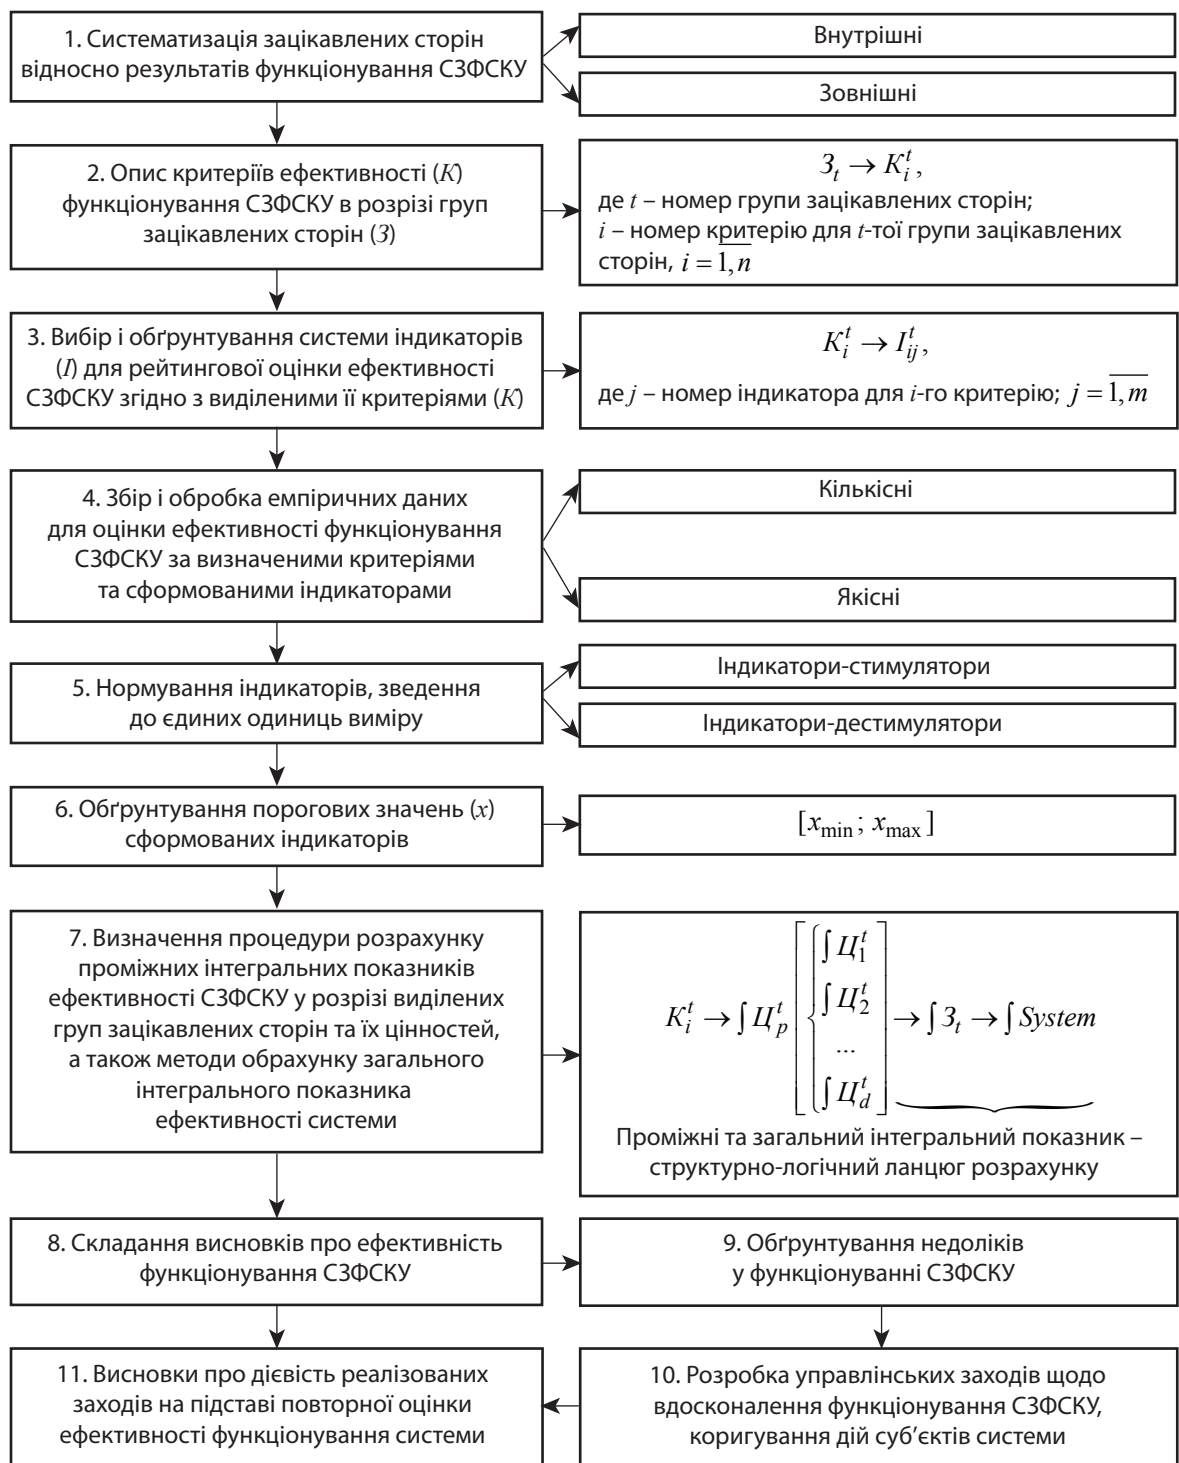 1. Систематизація зацікавлених сторін
відносно результатів функціонування СЗФСКУ
Внутрішні
Зовнішні
2. Опис критеріїв ефективності (К)
функціонування СЗФСКУ в розрізі груп
зацікавлених сторін (З)
З_t → К_i^t,
де t – номер групи зацікавлених сторін;
i – номер критерію для t-тої групи зацікавлених
сторін, i = \overline{1, n}
3. Вибір і обґрунтування системи індикаторів
(I) для рейтингової оцінки ефективності
СЗФСКУ згідно з виділеними її критеріями (К)
К_i^t → I_{ij}^t,
де j – номер індикатора для i-го критерію; j = \overline{1, m}
4. Збір і обробка емпіричних даних
для оцінки ефективності функціонування
СЗФСКУ за визначеними критеріями
та сформованими індикаторами
Кількісні
Якісні
5. Нормування індикаторів, зведення
до єдиних одиниць виміру
Індикатори-стимулятори
Індикатори-дестимулятори
6. Обґрунтування порогових значень (x)
сформованих індикаторів
[x_min ; x_max]
7. Визначення процедури розрахунку
проміжних інтегральних показників
ефективності СЗФСКУ у розрізі виділених
груп зацікавлених сторін та їх цінностей,
а також методи обрахунку загального
інтегрального показника
ефективності системи
К_i^t → ∫Ц_p^t [{∫Ц_1^t
∫Ц_2^t
...
∫Ц_d^t] → ∫З_t → ∫System
Проміжні та загальний інтегральний показник –
структурно-логічний ланцюг розрахунку
8. Складання висновків про ефективність
функціонування СЗФСКУ
9. Обґрунтування недоліків
у функціонуванні СЗФСКУ
11. Висновки про дієвість реалізованих
заходів на підставі повторної оцінки
ефективності функціонування системи
10. Розробка управлінських заходів щодо
вдосконалення функціонування СЗФСКУ,
коригування дій суб’єктів системи